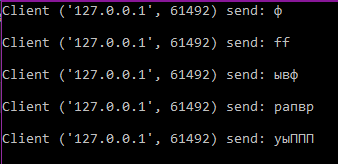 Client ('127.0.0.1', 61492) send: ф
Client ('127.0.0.1', 61492) send: ff
Client ('127.0.0.1', 61492) send: ывф
Client ('127.0.0.1', 61492) send: рапвр
Client ('127.0.0.1', 61492) send: уыППП